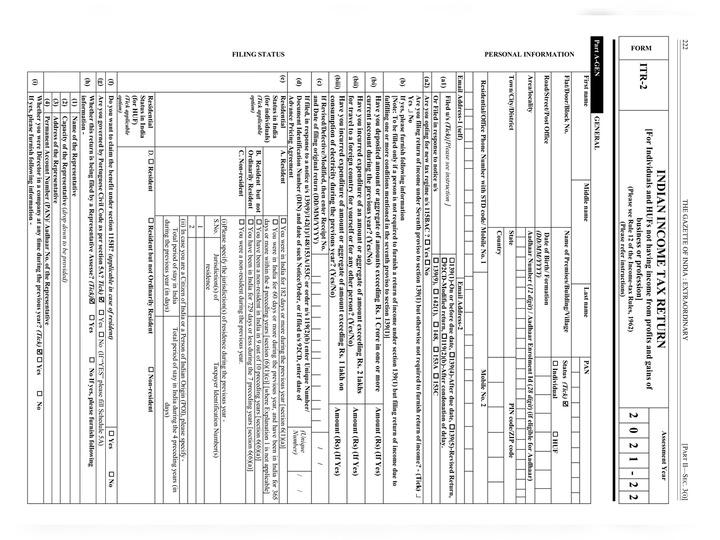 222 THE GAZETTE OF INDIA : EXTRAORDINARY [PART II—SEC. 3(i)]
FORM
ITR-2
INDIAN INCOME TAX RETURN
[For Individuals and HUFs not having income from profits and gains of
business or profession]
(Please see Rule 12 of the Income-tax Rules, 1962)
(Please refer instructions)
Assessment Year
2 0 2 1 - 2 2
Part A-GEN GENERAL
PERSONAL INFORMATION
First name Middle name Last name PAN
Flat/Door/Block No. Name of Premises/Building/Village Status (Tick) ☑
☐ Individual ☐ HUF
Road/Street/Post Office Date of Birth/Formation
(DD/MM/YYYY)
Area/locality Aadhaar Number (12 digit) / Aadhaar Enrolment Id (28 digit) (if eligible for Aadhaar)
Town/City/District State PIN code/ZIP code
Country
Residential/Office Phone Number with STD code/ Mobile No. 1 Mobile No. 2
Email Address-1 (self) Email Address-2
FILING STATUS
(a1) Filed u/s (Tick)[Please see instruction] ☐139(1)-On or before due date, ☐139(4)-After due date, ☐139(5)-Revised Return,
☐92CD-Modified return, ☐119(2)(b)-After condonation of delay.
Or Filed in response to notice u/s ☐139(9), ☐142(1), ☐148, ☐153A ☐153C
(a2) Are you opting for new tax regime u/s 115BAC ? ☐ Yes ☐ No
(b) Are you filing return of income under Seventh proviso to section 139(1) but otherwise not required to furnish return of income? - (Tick)
Yes No
If yes, please furnish following information
[Note: To be filled only if a person is not required to furnish a return of income under section 139(1) but filing return of income due to
fulfilling one or more conditions mentioned in the seventh proviso to section 139(1)]
(bi) Have you deposited amount or aggregate of amounts exceeding Rs. 1 Crore in one or more
current account during the previous year? (Yes/No) Amount (Rs) (If Yes)
(bii) Have you incurred expenditure of an amount or aggregate of amount exceeding Rs. 2 lakhs
for travel to a foreign country for yourself or for any other person? (Yes/No) Amount (Rs) (If Yes)
(biii) Have you incurred expenditure of amount or aggregate of amount exceeding Rs. 1 lakh on
consumption of electricity during the previous year? (Yes/No) Amount (Rs) (If Yes)
(c) If Revised/Defective/Modified, then enter Receipt No.
and Date of filing original return (DD/MM/YYYY) / /
(d) If filed, in response to a notice u/s 139(9)/142(1)/148/153A/153C or order u/s 119(2)(b) enter Unique Number/
Document Identification Number (DIN) and date of such Notice/Order, or if filed u/s 92CD, enter date of
Advance Pricing Agreement
(Unique
Number) / /
(e) Residential
Status in India
(for individuals)
(Tick applicable
option)
A. Resident
☐ You were in India for 182 days or more during the previous year [section 6(1)(a)]
☐ You were in India for 60 days or more during the previous year, and have been in India for 365
days or more within the 4 preceding years [section 6(1)(c)] [where Explanation 1 is not applicable]
B. Resident but not
Ordinarily Resident
☐ You have been a non-resident in India in 9 out of 10 preceding years [section 6(6)(a)]
☐ You have been in India for 729 days or less during the 7 preceding years [section 6(6)(a)]
C. Non-resident
☐ You were a non-resident during the previous year.
(i)Please specify the jurisdiction(s) of residence during the previous year -
S.No. Jurisdiction(s) of
residence Taxpayer Identification Number(s)
1
2
(ii) In case you are a Citizen of India or a Person of Indian Origin (POI), please specify -
Total period of stay in India
during the previous year (in days) Total period of stay in India during the 4 preceding years (in
days)
Residential
Status in India
(for HUF)
(Tick applicable
option)
D. ☐ Resident ☐ Resident but not Ordinarily Resident ☐ Non-resident
(f) Do you want to claim the benefit under section 115H? (applicable in case of resident) ☐ Yes ☐ No
(g) Are you governed by Portuguese Civil Code as per section 5A? Tick) ☑ ☐ Yes ☐ No (If "YES" please fill Schedule 5A)
(h) Whether this return is being filed by a Representative Assesse? (Tick)☑ ☐ Yes ☐ No If yes, please furnish following
information -
(1) Name of the Representative
(2) Capacity of the Representative (drop down to be provided)
(3) Address of the Representative
(4) Permanent Account Number (PAN)/ Aadhaar No. of the Representative
(i) Whether you were Director in a company at any time during the previous year? (Tick) ☑ ☐ Yes ☐ No
If yes, please furnish following information -